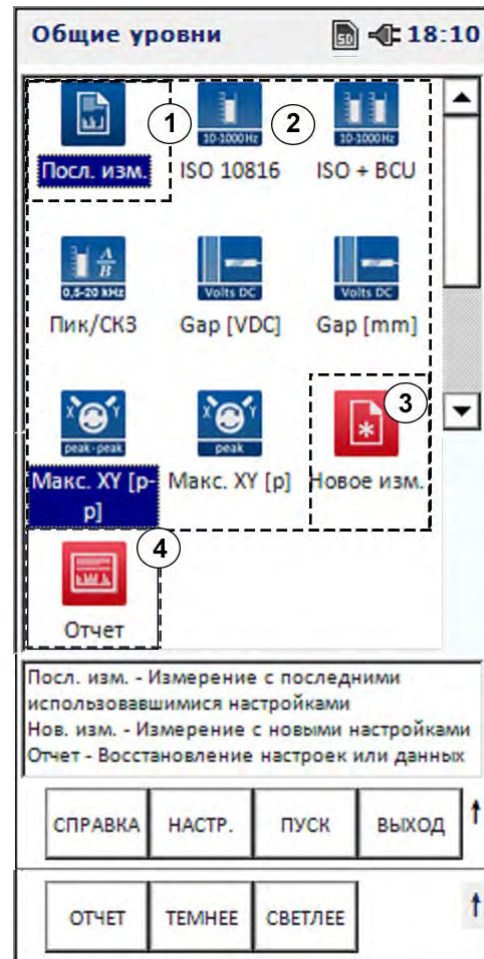 Общие уровни
SD
18:10
1
2
10-1000 Hz
10-1000Hz
Посл. изм.
ISO 10816
ISO + BCU
A
B
0,5-20 kHz
Volts DC
Volts DC
Пик/СКЗ
Gap [VDC]
Gap [mm]
3
X Y
X Y
peak-peak
peak
Макс. XY [p-
p]
Макс. XY [p]
Новое изм.
4
Отчет
Посл. изм. - Измерение с последними
использовавшимися настройками
Нов. изм. - Измерение с новыми настройками
Отчет - Восстановление настроек или данных
СПРАВКА
НАСТР.
ПУСК
ВЫХОД
ОТЧЕТ
ТЕМНЕЕ
СВЕТЛЕЕ